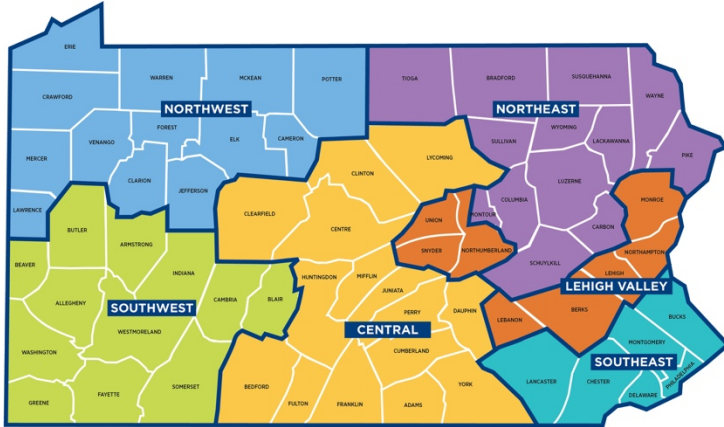 ERIE
WARREN
MCKEAN
POTTER
CRAWFORD
NORTHWEST
FOREST
VENANGO
ELK
CAMERON
MERCER
CLARION
JEFFERSON
LAWRENCE
TIOGA
BRADFORD
SUSQUEHANNA
WAYNE
NORTHEAST
WYOMING
SULLIVAN
LACKAWANNA
PIKE
LUZERNE
COLUMBIA
MONTOUR
CARBON
SCHUYLKILL
LYCOMING
CLINTON
CLEARFIELD
CENTRE
UNION
SNYDER
NORTHUMBERLAND
MONROE
NORTHAMPTON
LEHIGH
LEHIGH VALLEY
LEBANON
BERKS
BUTLER
ARMSTRONG
BEAVER
INDIANA
ALLEGHENY
CAMBRIA
BLAIR
SOUTHWEST
WESTMORELAND
WASHINGTON
SOMERSET
FAYETTE
GREENE
HUNTINGDON
MIFFLIN
JUNIATA
PERRY
DAUPHIN
CENTRAL
CUMBERLAND
BEDFORD
FULTON
FRANKLIN
ADAMS
YORK
BUCKS
MONTGOMERY
SOUTHEAST
PHILADELPHIA
LANCASTER
CHESTER
DELAWARE